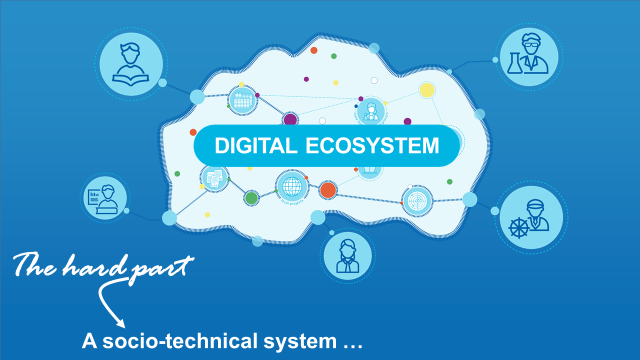 DIGITAL ECOSYSTEM
The hard part
A socio-technical system ...